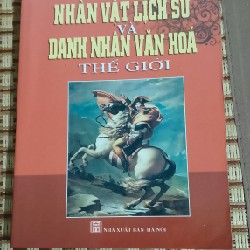 NHÂN VẬT LỊCH SỬ
VÀ
DANH NHÂN VĂN HÓA
THẾ GIỚI
NHÀ XUẤT BẢN HÀ NỘI